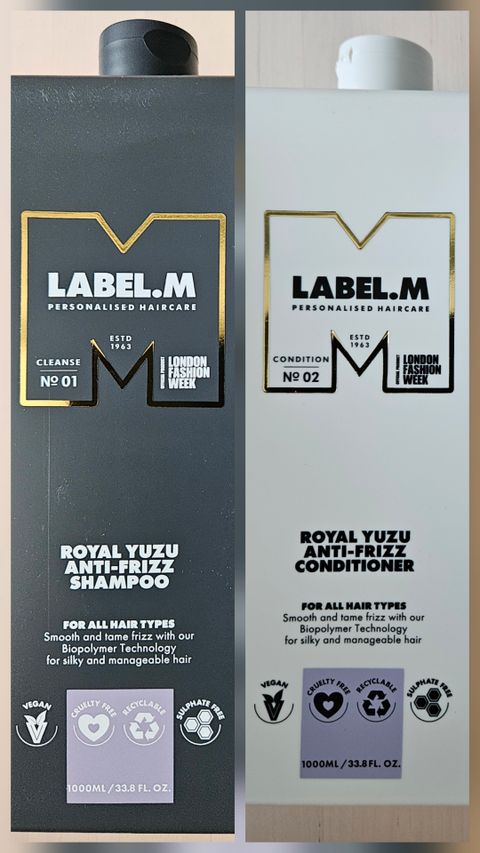 LABEL.M
PERSONALISED HAIRCARE
ESTD
1963
CLEANSE
Nº 01
OFFICIAL PRODUCT
LONDON
FASHION
WEEK
ROYAL YUZU
ANTI-FRIZZ
SHAMPOO
FOR ALL HAIR TYPES
Smooth and tame frizz with our
Biopolymer Technology
for silky and manageable hair
VEGAN
CRUELTY FREE
RECYCLABLE
SULPHATE FREE
1000ML / 33.8 FL. OZ.
LABEL.M
PERSONALISED HAIRCARE
ESTD
1963
CONDITION
Nº 02
OFFICIAL PRODUCT
LONDON
FASHION
WEEK
ROYAL YUZU
ANTI-FRIZZ
CONDITIONER
FOR ALL HAIR TYPES
Smooth and tame frizz with our
Biopolymer Technology
for silky and manageable hair
VEGAN
CRUELTY FREE
RECYCLABLE
SULPHATE FREE
1000ML / 33.8 FL. OZ.